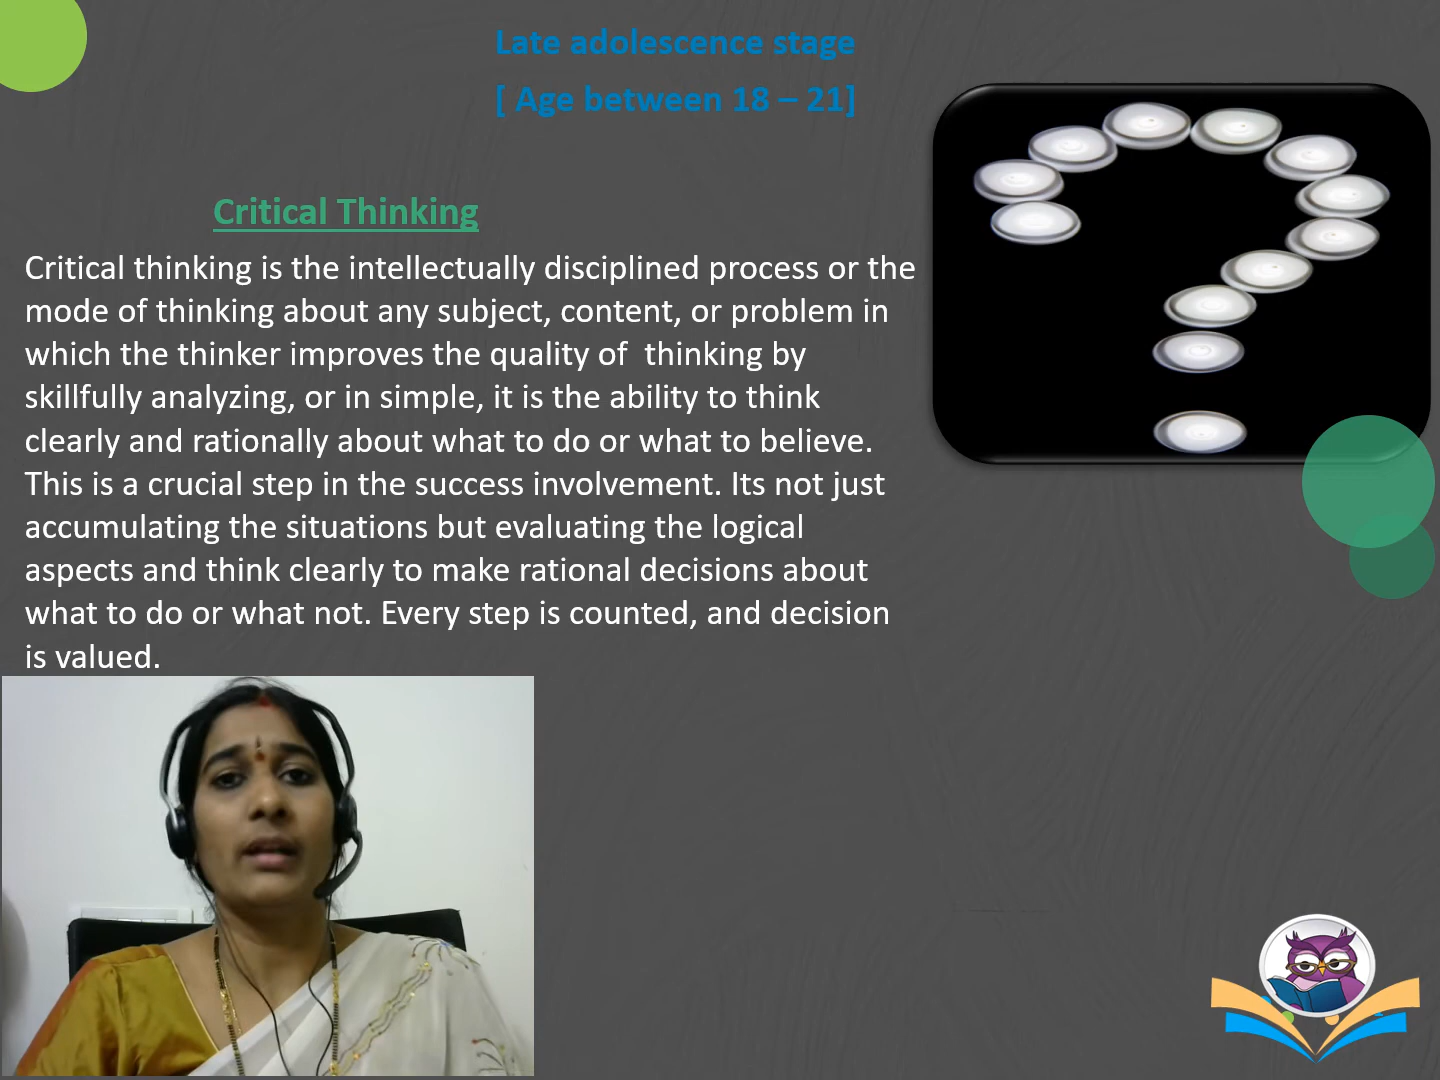 Late adolescence stage
[ Age between 18 – 21]
Critical Thinking
Critical thinking is the intellectually disciplined process or the
mode of thinking about any subject, content, or problem in
which the thinker improves the quality of  thinking by
skillfully analyzing, or in simple, it is the ability to think
clearly and rationally about what to do or what to believe.
This is a crucial step in the success involvement. Its not just
accumulating the situations but evaluating the logical
aspects and think clearly to make rational decisions about
what to do or what not. Every step is counted, and decision
is valued.